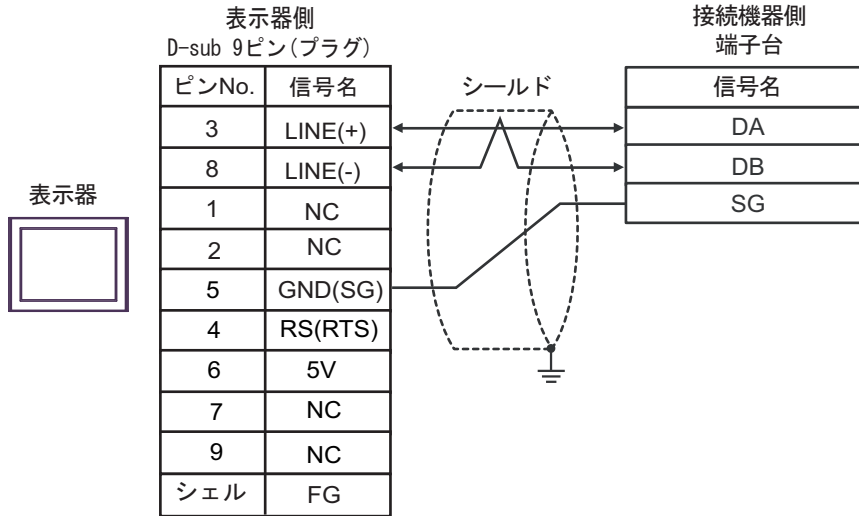 表示器側
D-sub 9ピン(プラグ)
接続機器側
端子台
ピンNo. 信号名
シールド
信号名
3 LINE(+)
DA
8 LINE(-)
DB
表示器
1 NC
SG
2 NC
5 GND(SG)
4 RS(RTS)
6 5V
7 NC
9 NC
シェル FG